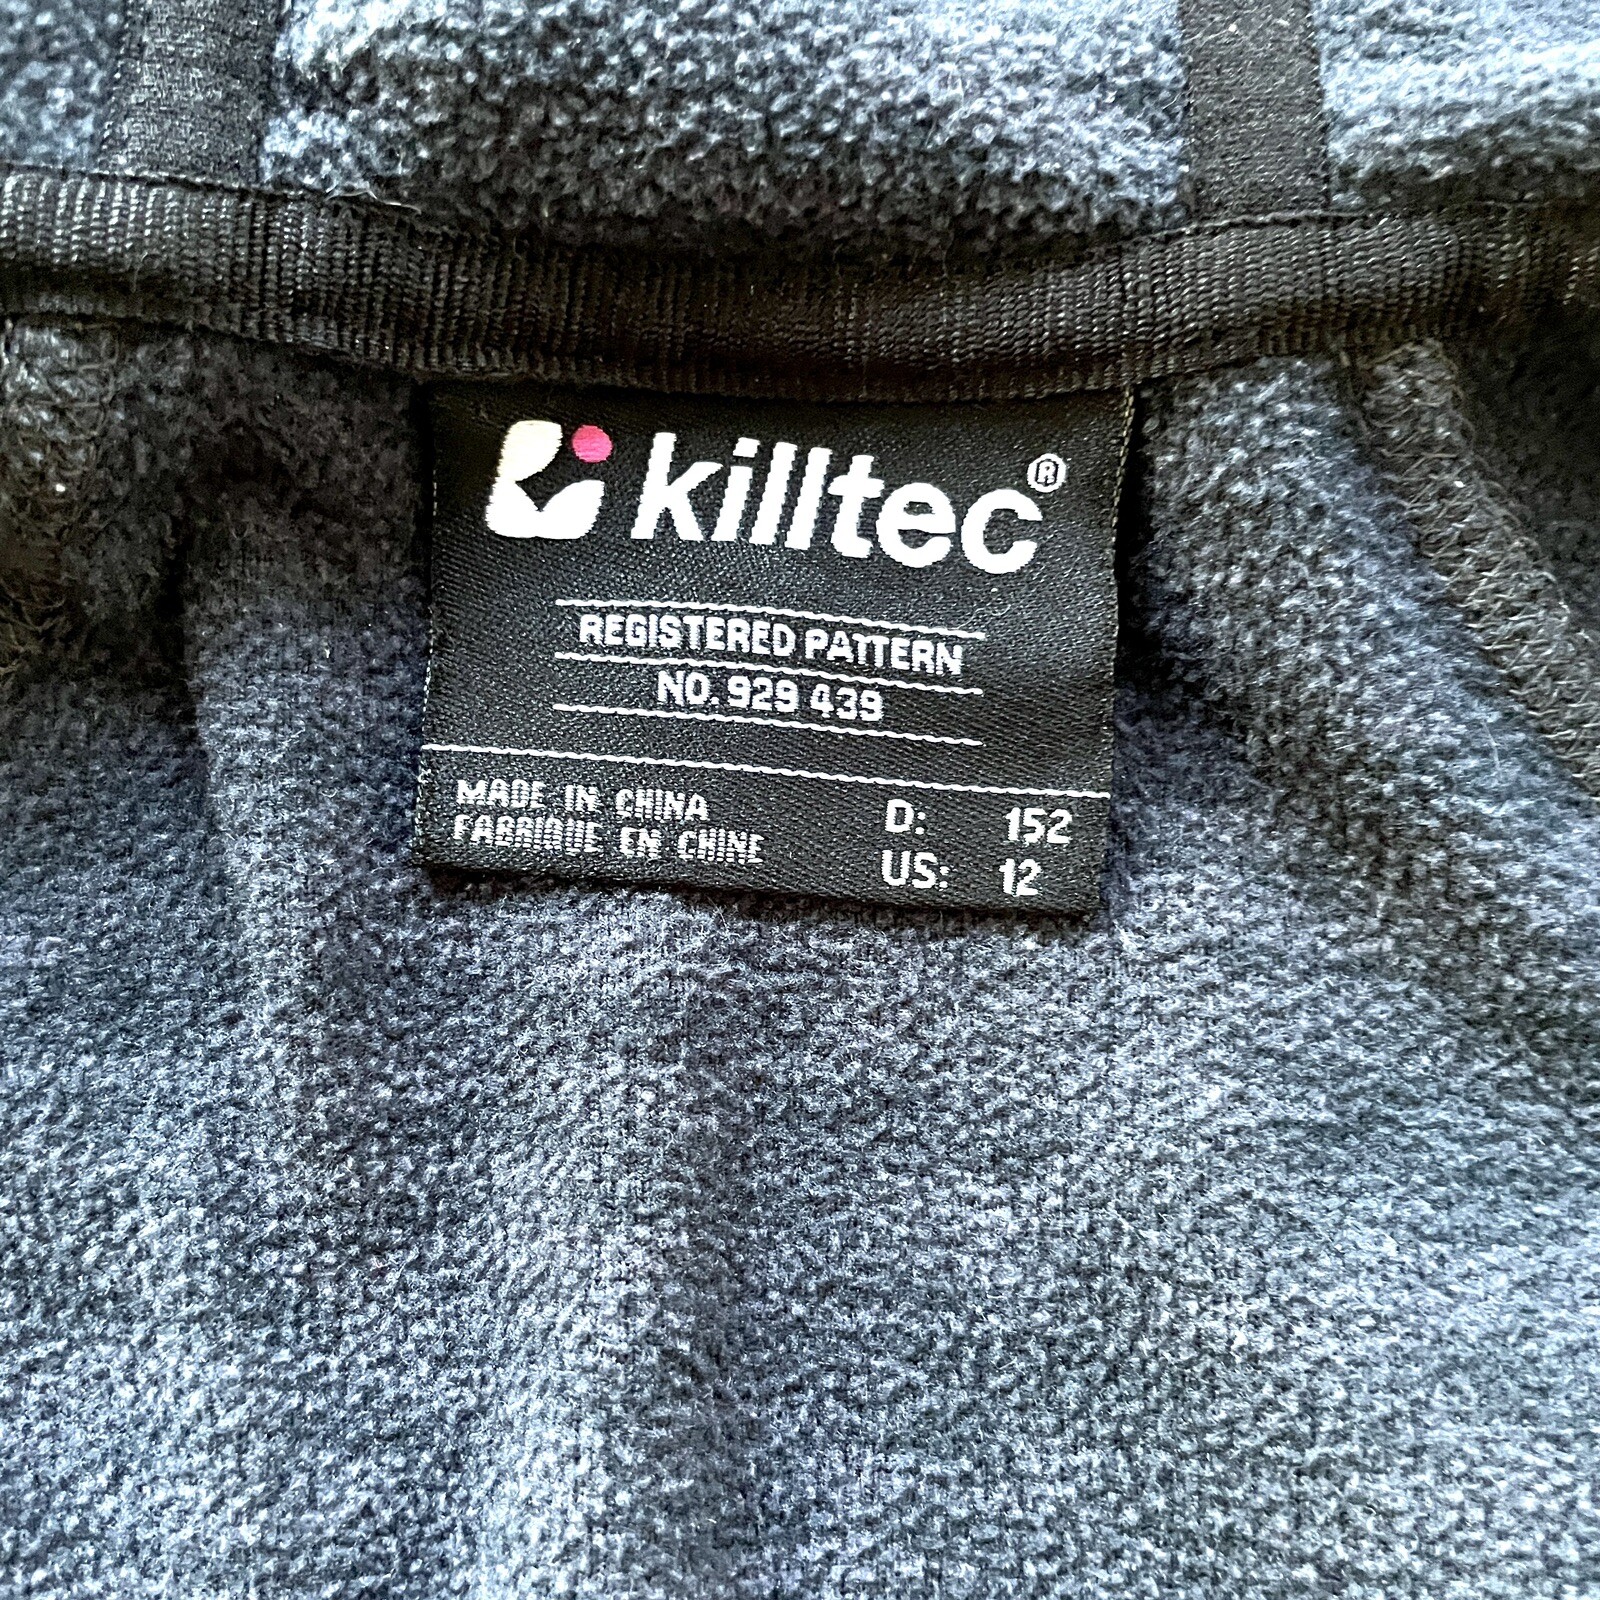 killtec®
REGISTERED PATTERN
NO. 929 439
MADE IN CHINA
FABRIQUE EN CHINE
D: 152
US: 12